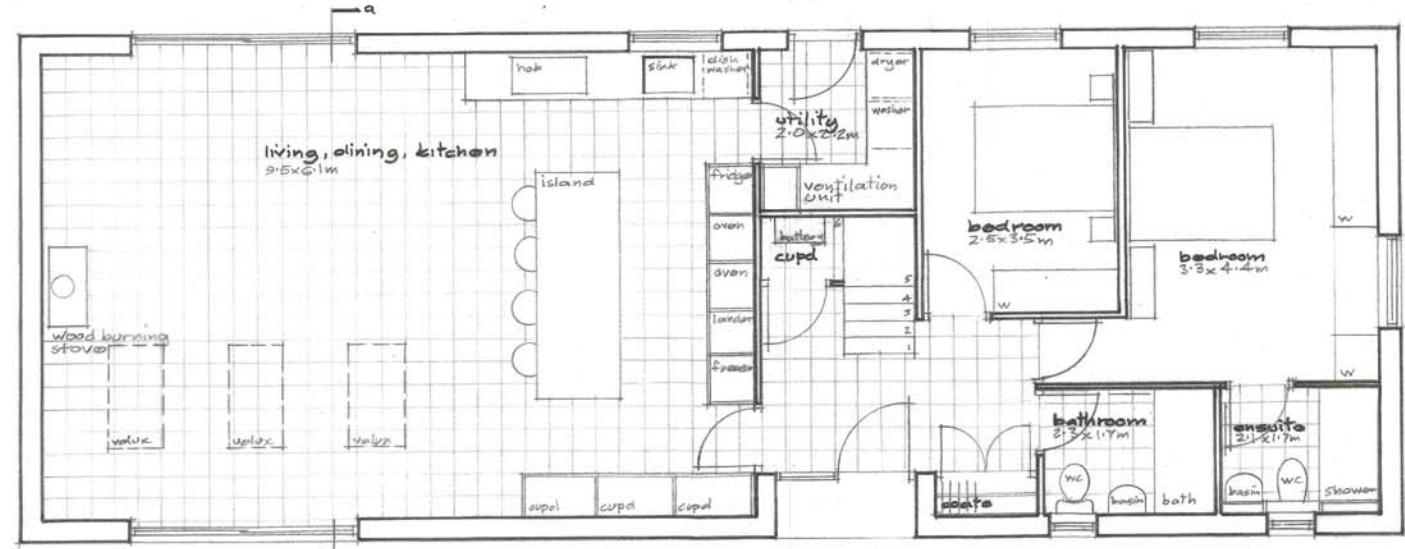 a
hob
sink
dish
washer
dryer
washer
utility
2.0x2.2m
living, dining, kitchen
9.5x6.1m
island
fridge
oven
oven
larder
freezer
ventilation
unit
battery
cupd
6
5
4
3
2
1
bedroom
2.5x3.5m
W
bedroom
3.3x4.4m
W
W
wood burning
stove
velux
velux
velux
cupd
cupd
cupd
coats
bathroom
2.3x1.7m
wc
basin
bath
ensuite
2.1x1.7m
basin
wc
shower